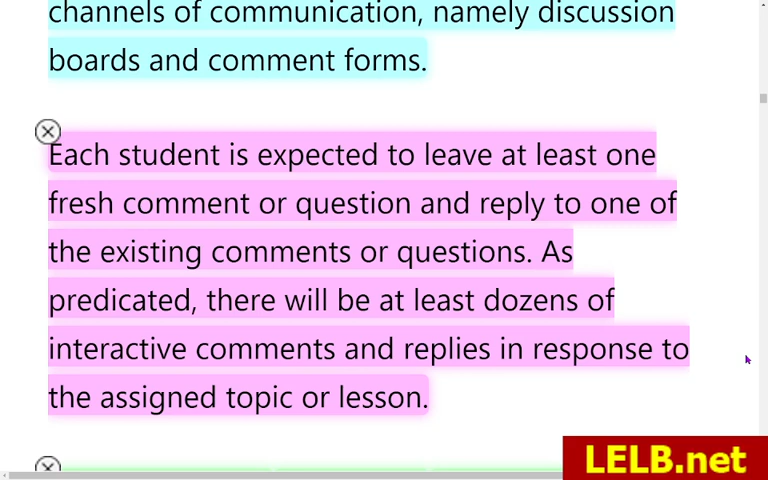 channels of communication, namely discussion
boards and comment forms.
Each student is expected to leave at least one
fresh comment or question and reply to one of
the existing comments or questions. As
predicated, there will be at least dozens of
interactive comments and replies in response to
the assigned topic or lesson.
LELB.net